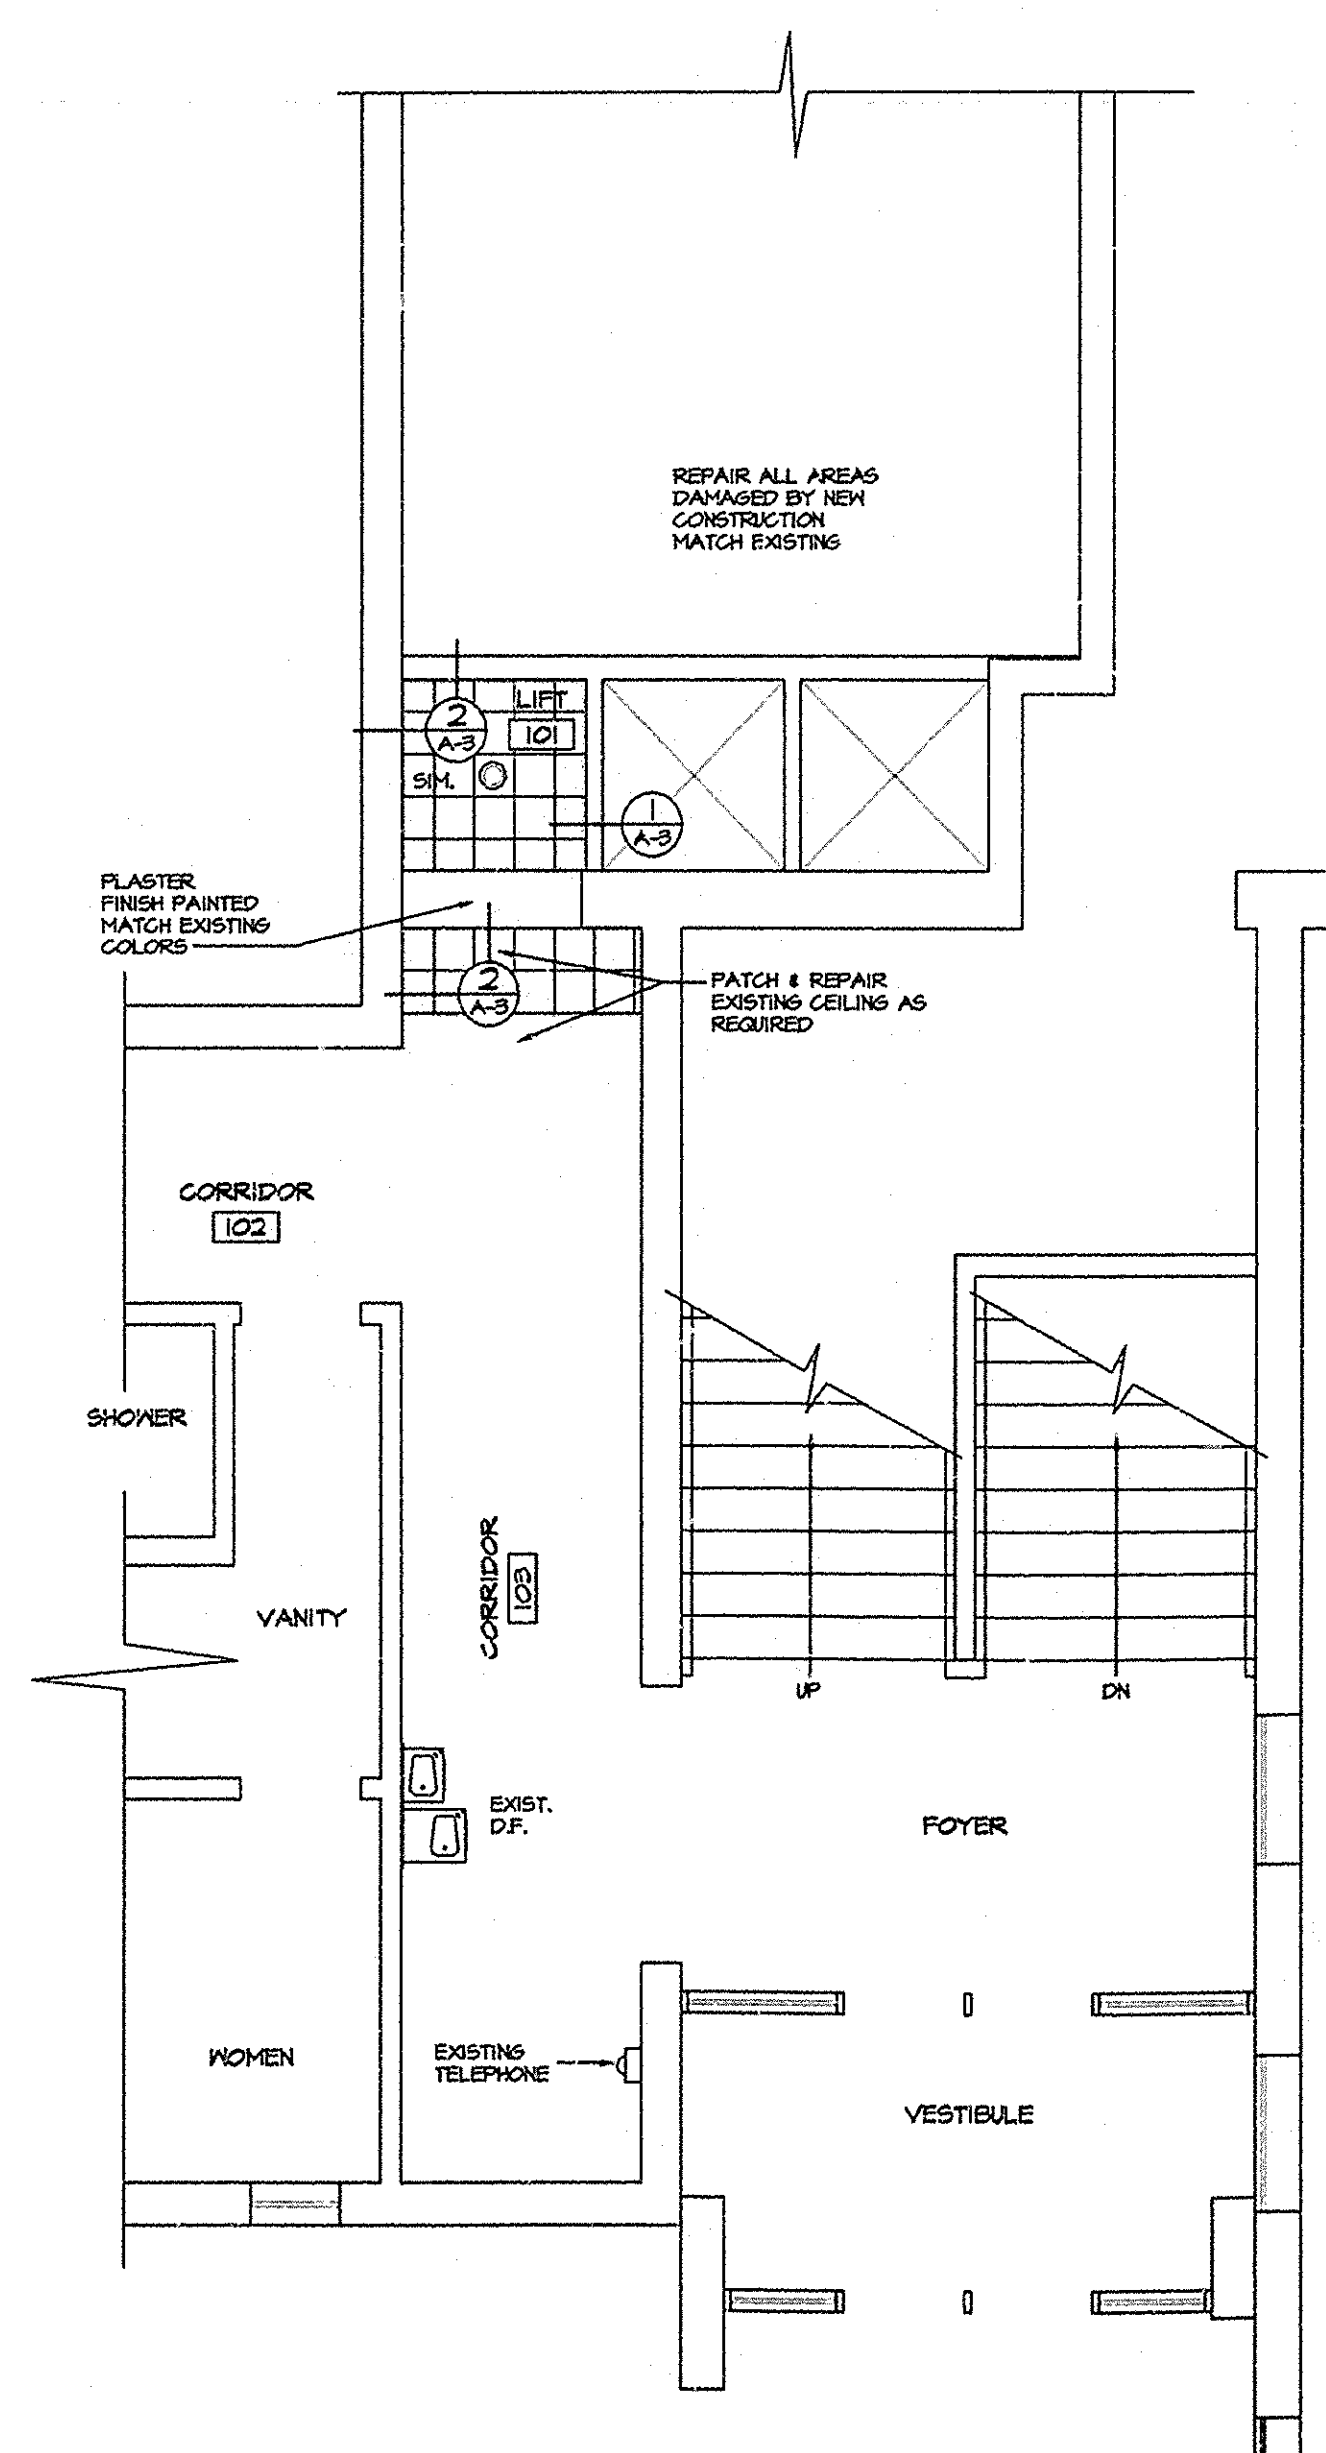 REPAIR ALL AREAS
DAMAGED BY NEW
CONSTRUCTION
MATCH EXISTING
LIFT
101
2
A-3
SIM.
1
A-3
PLASTER
FINISH PAINTED
MATCH EXISTING
COLORS
2
A-3
PATCH & REPAIR
EXISTING CEILING AS
REQUIRED
CORRIDOR
102
SHOWER
CORRIDOR
103
VANITY
UP
DN
EXIST.
D.F.
FOYER
EXISTING
TELEPHONE
WOMEN
VESTIBULE